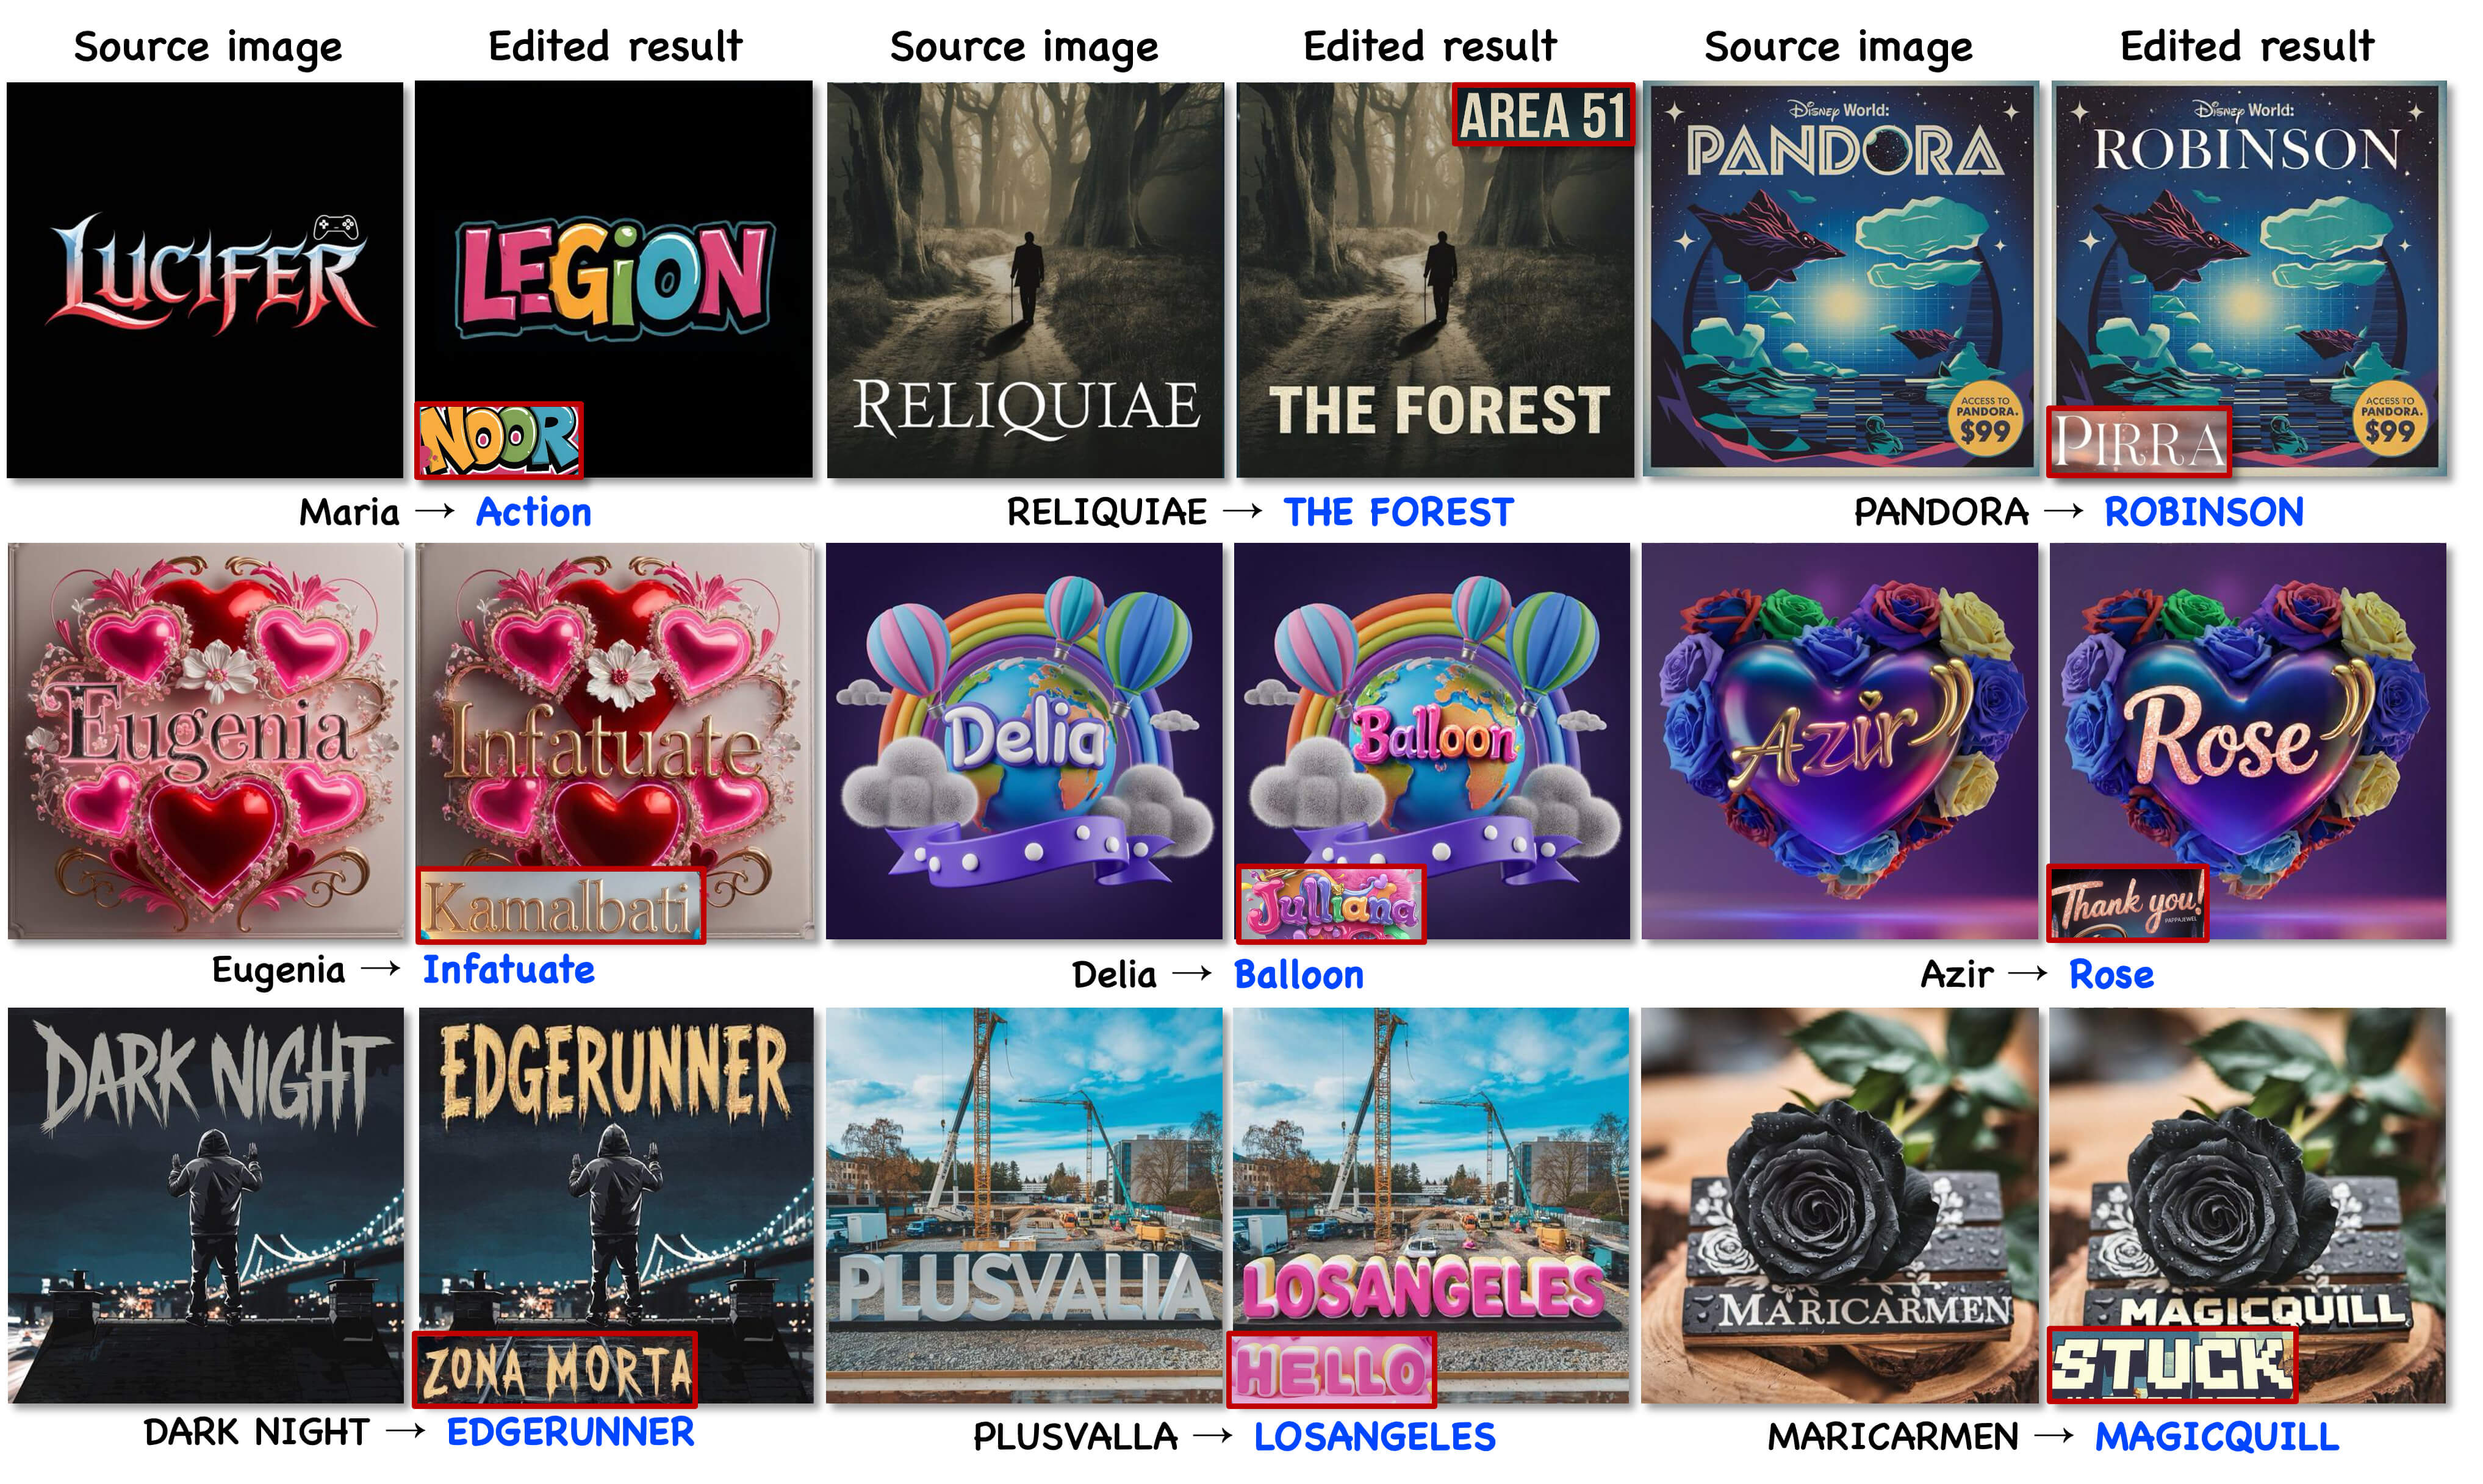 Source image
Edited result
Source image
Edited result
Source image
Edited result
LUCIFER
LEGiON
NOOR
RELIQUIAE
AREA 51
THE FOREST
Disney World:
PANDORA
ACCESS TO
PANDORA.
$99
Disney World:
ROBINSON
ACCESS TO
PANDORA.
$99
PIRRA
Maria → Action
RELIQUIAE → THE FOREST
PANDORA → ROBINSON
Eugenia
Infatuate
Kamalbati
Delia
Balloon
Julliana
Azir
Rose
Thank you!
PAPPAJEWEL
Eugenia → Infatuate
Delia → Balloon
Azir → Rose
DARK NIGHT
EDGERUNNER
ZONA MORTA
PLUSVALIA
LOSANGELES
HELLO
MARICARMEN
MAGICQUILL
STUCK
DARK NIGHT → EDGERUNNER
PLUSVALLA → LOSANGELES
MARICARMEN → MAGICQUILL